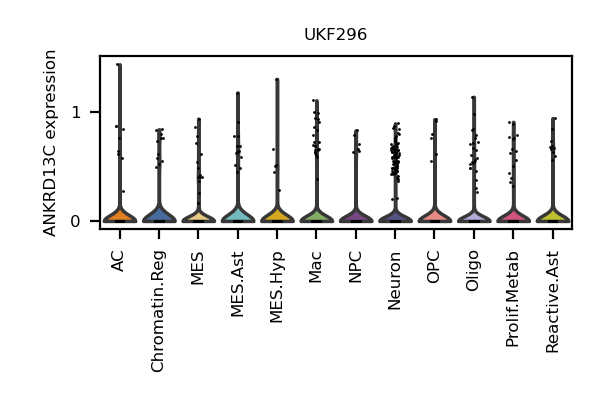 UKF296
ANKRD13C expression
1
0
AC
Chromatin.Reg
MES
MES.Ast
MES.Hyp
Mac
NPC
Neuron
OPC
Oligo
Prolif.Metab
Reactive.Ast